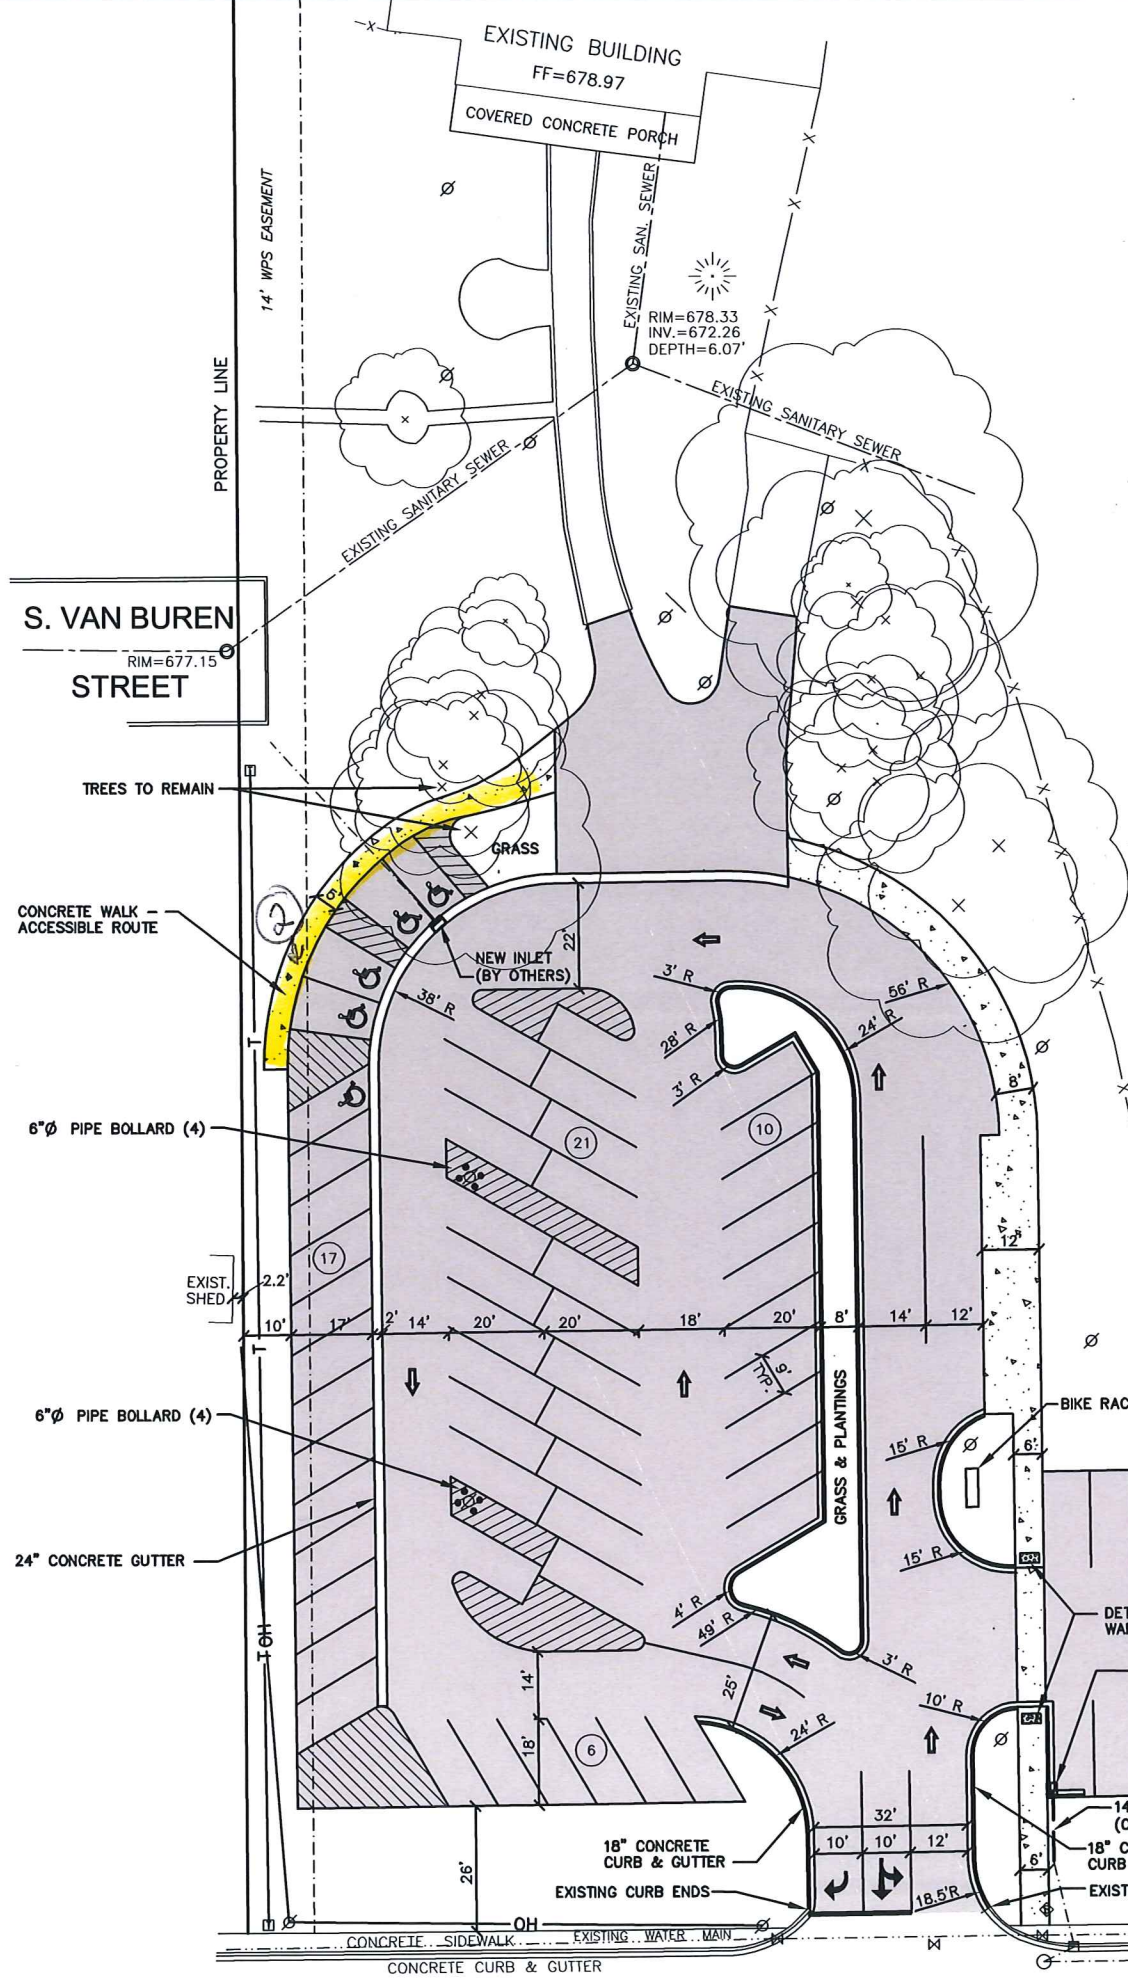 EXISTING BUILDING
FF=678.97
COVERED CONCRETE PORCH
14' WPS EASEMENT
PROPERTY LINE
EXISTING SAN. SEWER
RIM=678.33
INV.=672.26
DEPTH=6.07'
EXISTING SANITARY SEWER
EXISTING SANITARY SEWER
S. VAN BUREN
RIM=677.15
STREET
TREES TO REMAIN
GRASS
5'
2
CONCRETE WALK –
ACCESSIBLE ROUTE
NEW INLET
(BY OTHERS)
22'
38' R
3' R
28' R
3' R
56' R
24' R
8'
T
6"Ø PIPE BOLLARD (4)
21
10
17
12'
EXIST.
SHED
2.2'
10'
17'
2'
14'
20'
20'
18'
20'
8'
14'
12'
T
9'
TYP.
GRASS & PLANTINGS
6"Ø PIPE BOLLARD (4)
BIKE RAC
15' R
6'
24" CONCRETE GUTTER
15' R
4' R
49' R
DET
WA
OH
T
3' R
14'
25'
10' R
24' R
18'
6
32'
10'
10'
12'
14
(C
18" CONCRETE
CURB & GUTTER
18" C
CURB
6'
26'
EXISTING CURB ENDS
18.5'R
EXIST
OH
CONCRETE SIDEWALK
EXISTING WATER MAIN
CONCRETE CURB & GUTTER